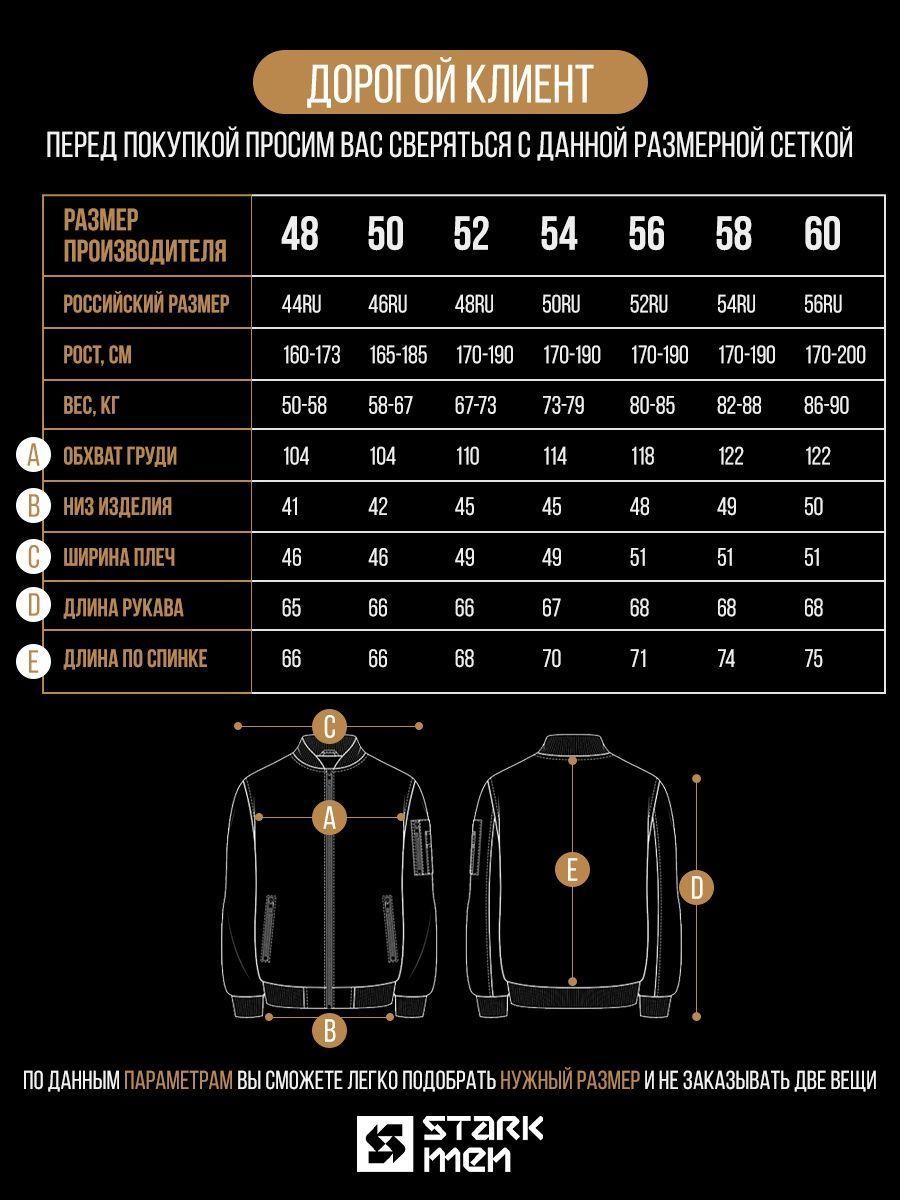 ДОРОГОЙ КЛИЕНТ
ПЕРЕД ПОКУПКОЙ ПРОСИМ ВАС СВЕРЯТЬСЯ С ДАННОЙ РАЗМЕРНОЙ СЕТКОЙ
РАЗМЕР
ПРОИЗВОДИТЕЛЯ 48 50 52 54 56 58 60
РОССИЙСКИЙ РАЗМЕР 44RU 46RU 48RU 50RU 52RU 54RU 56RU
РОСТ, СМ 160-173 165-185 170-190 170-190 170-190 170-190 170-200
ВЕС, КГ 50-58 58-67 67-73 73-79 80-85 82-88 86-90
A ОБХВАТ ГРУДИ 104 104 110 114 118 122 122
B НИЗ ИЗДЕЛИЯ 41 42 45 45 48 49 50
C ШИРИНА ПЛЕЧ 46 46 49 49 51 51 51
D ДЛИНА РУКАВА 65 66 66 67 68 68 68
E ДЛИНА ПО СПИНКЕ 66 66 68 70 71 74 75
C
A
E
D
B
ПО ДАННЫМ ПАРАМЕТРАМ ВЫ СМОЖЕТЕ ЛЕГКО ПОДОБРАТЬ НУЖНЫЙ РАЗМЕР И НЕ ЗАКАЗЫВАТЬ ДВЕ ВЕЩИ
STARK
MEN